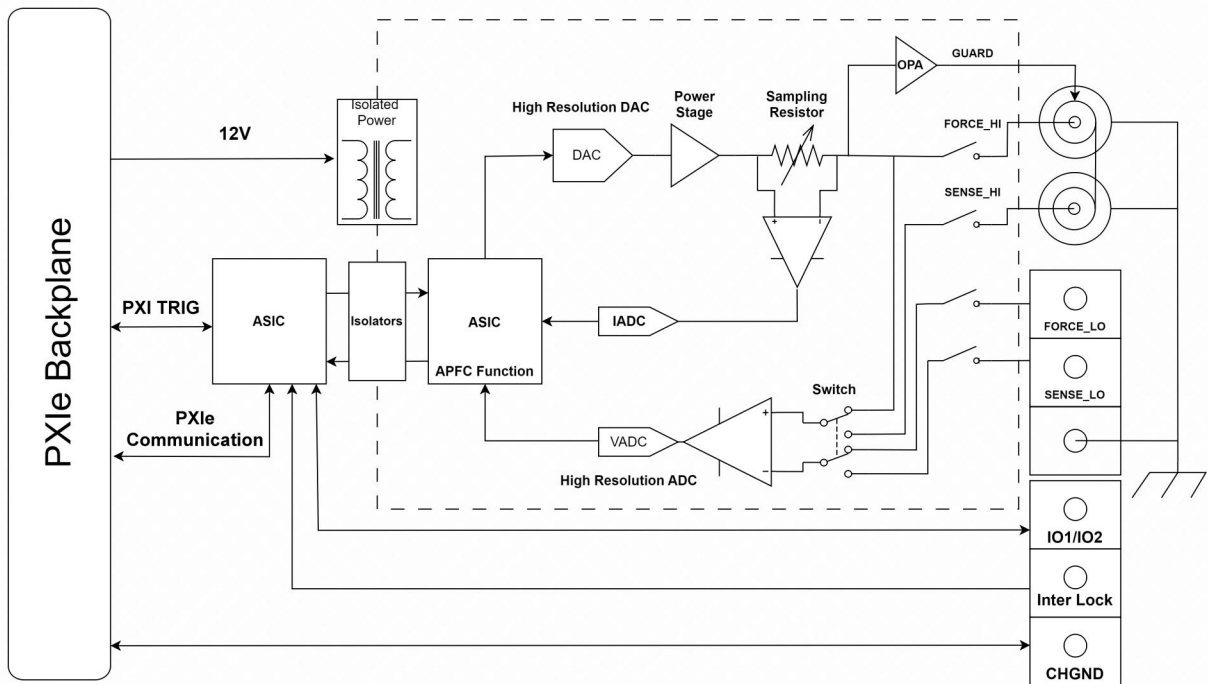 PXIe Backplane
12V
Isolated
Power
High Resolution DAC
DAC
Power
Stage
Sampling
Resistor
OPA
GUARD
FORCE_HI
SENSE_HI
PXI TRIG
ASIC
Isolators
ASIC
APFC Function
IADC
+
-
FORCE_LO
SENSE_LO
PXIe
Communication
VADC
High Resolution ADC
+
−
Switch
IO1/IO2
Inter Lock
CHGND